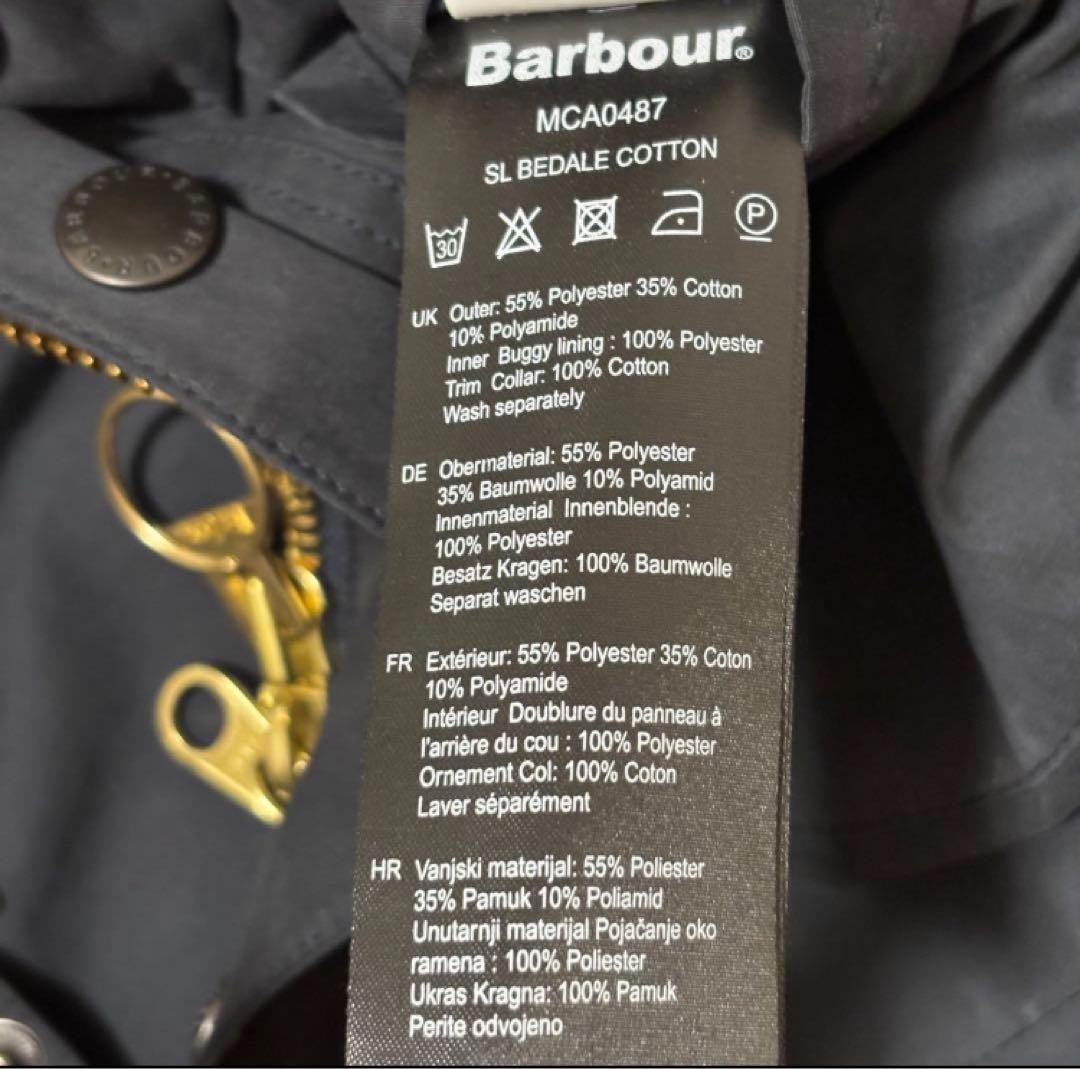 Barbour®
MCA0487
SL BEDALE COTTON
30 P
UK Outer: 55% Polyester 35% Cotton
10% Polyamide
Inner Buggy lining : 100% Polyester
Trim Collar: 100% Cotton
Wash separately
DE Obermaterial: 55% Polyester
35% Baumwolle 10% Polyamid
Innenmaterial Innenblende :
100% Polyester
Besatz Kragen: 100% Baumwolle
Separat waschen
FR Extérieur: 55% Polyester 35% Coton
10% Polyamide
Intérieur Doublure du panneau à
l'arrière du cou : 100% Polyester
Ornement Col: 100% Coton
Laver séparément
HR Vanjski materijal: 55% Poliester
35% Pamuk 10% Poliamid
Unutarnji materijal Pojačanje oko
ramena : 100% Poliester
Ukras Kragna: 100% Pamuk
Perite odvojeno
BARBOUR